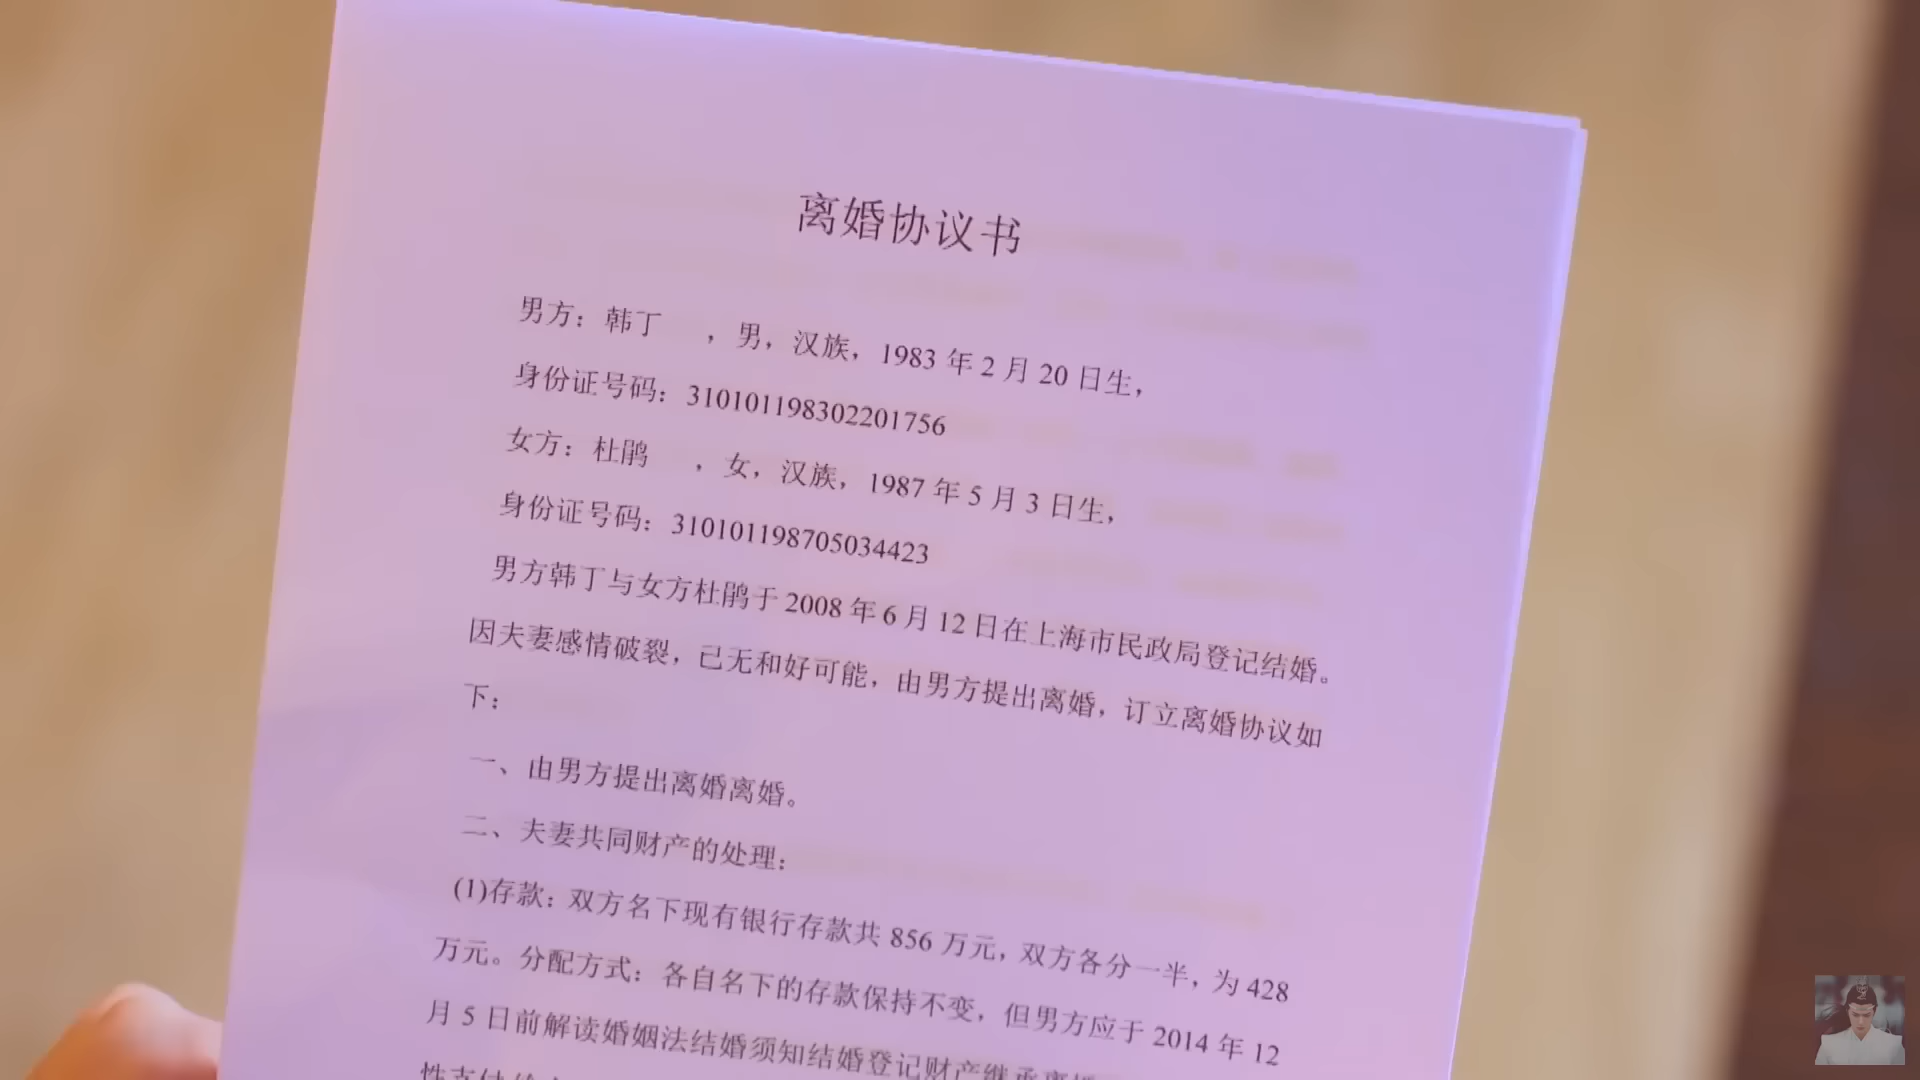 离婚协议书
男方：韩丁　，男，汉族，1983 年 2 月 20 日生，
身份证号码：310101198302201756
女方：杜鹃　，女，汉族，1987 年 5 月 3 日生，
身份证号码：310101198705034423
男方韩丁与女方杜鹃于 2008 年 6 月 12 日在上海市民政局登记结婚。
因夫妻感情破裂，已无和好可能，由男方提出离婚，订立离婚协议如
下：
一、由男方提出离婚离婚。
二、夫妻共同财产的处理：
(1)存款：双方名下现有银行存款共 856 万元，双方各分一半，为 428
万元。分配方式：各自名下的存款保持不变，但男方应于 2014 年 12
月 5 日前解读婚姻法结婚须知结婚登记财产继承离婚
性支付给